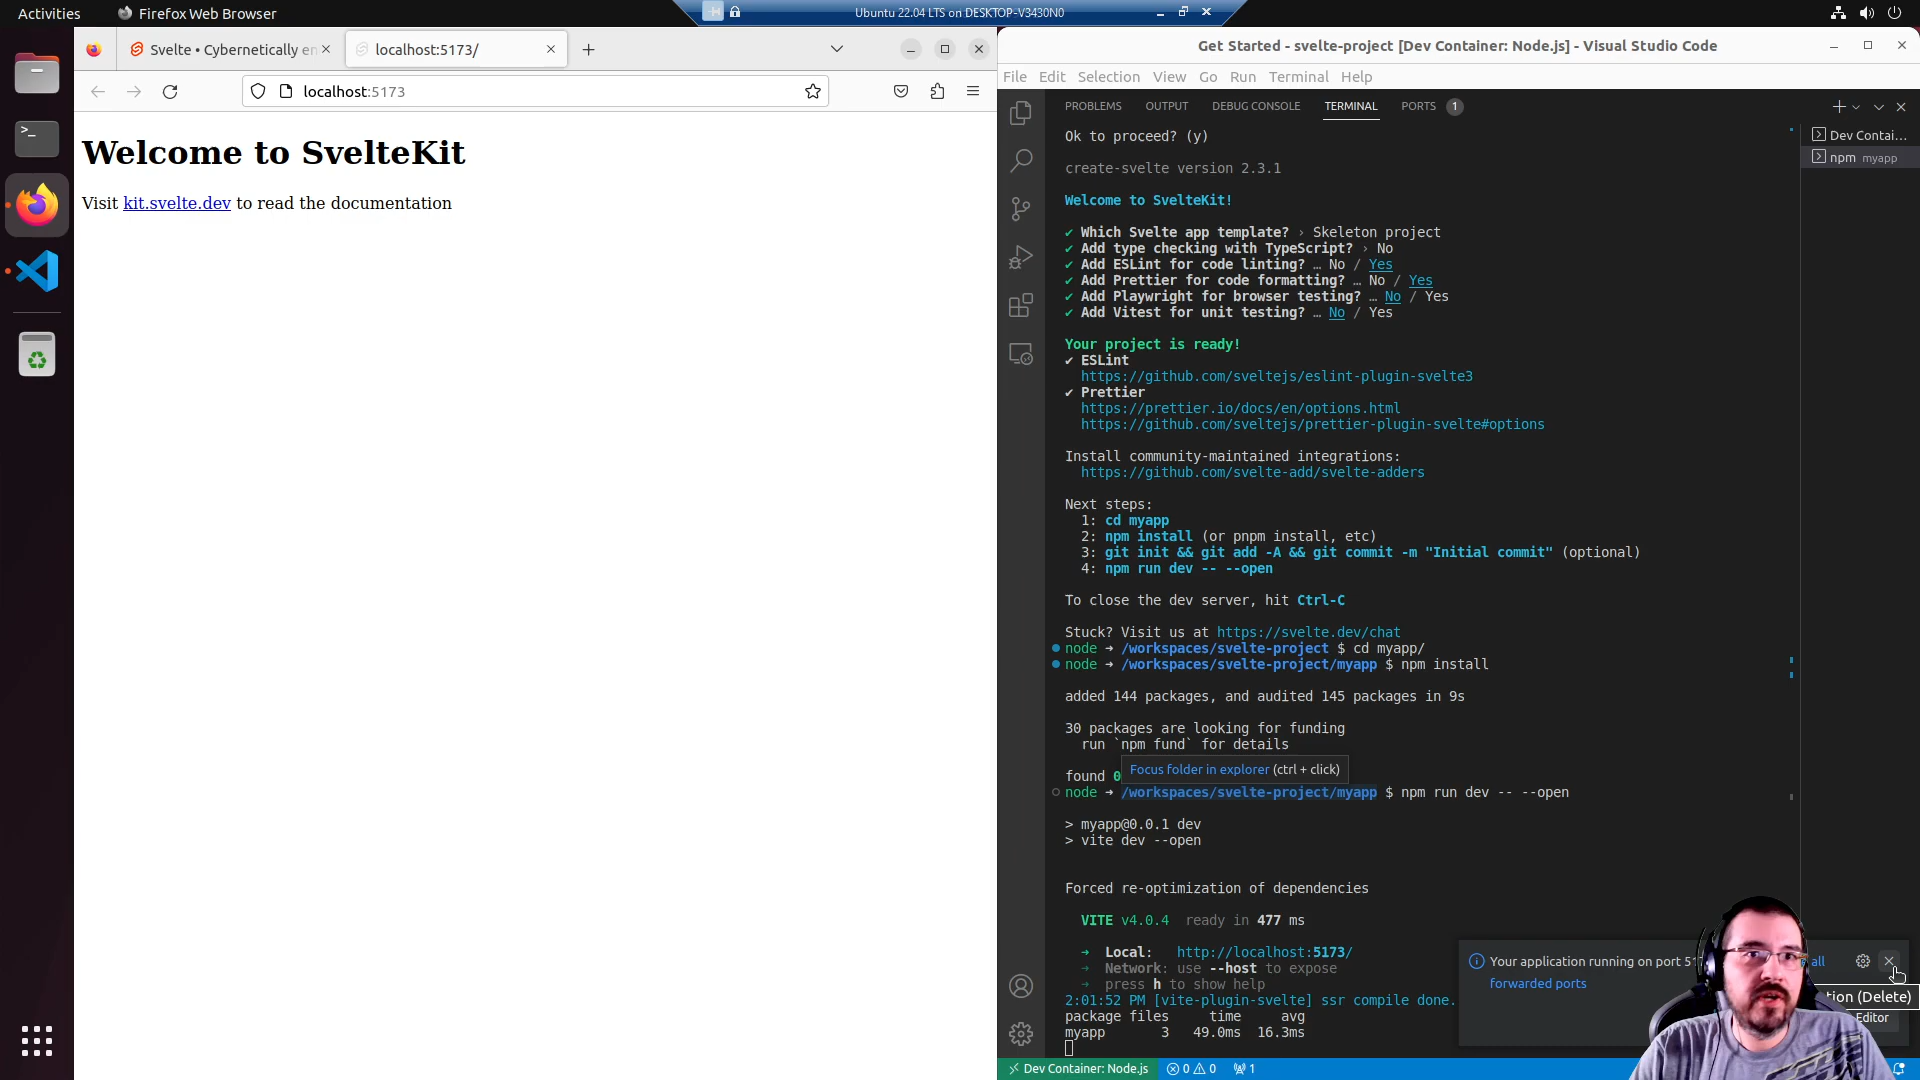 Activities
Firefox Web Browser
Ubuntu 22.04 LTS on DESKTOP-V3430N0
Svelte • Cybernetically en
localhost:5173/
localhost:5173
Welcome to SvelteKit
Visit kit.svelte.dev to read the documentation
Get Started - svelte-project [Dev Container: Node.js] - Visual Studio Code
File Edit Selection View Go Run Terminal Help
PROBLEMS OUTPUT DEBUG CONSOLE TERMINAL PORTS 1
Dev Contai...
npm myapp
Ok to proceed? (y)
create-svelte version 2.3.1
Welcome to SvelteKit!
✔ Which Svelte app template? › Skeleton project
✔ Add type checking with TypeScript? › No
✔ Add ESLint for code linting? … No / Yes
✔ Add Prettier for code formatting? … No / Yes
✔ Add Playwright for browser testing? … No / Yes
✔ Add Vitest for unit testing? … No / Yes
Your project is ready!
✔ ESLint
https://github.com/sveltejs/eslint-plugin-svelte3
✔ Prettier
https://prettier.io/docs/en/options.html
https://github.com/sveltejs/prettier-plugin-svelte#options
Install community-maintained integrations:
https://github.com/svelte-add/svelte-adders
Next steps:
1: cd myapp
2: npm install (or pnpm install, etc)
3: git init && git add -A && git commit -m "Initial commit" (optional)
4: npm run dev -- --open
To close the dev server, hit Ctrl-C
Stuck? Visit us at https://svelte.dev/chat
node ➜ /workspaces/svelte-project $ cd myapp/
node ➜ /workspaces/svelte-project/myapp $ npm install
added 144 packages, and audited 145 packages in 9s
30 packages are looking for funding
run `npm fund` for details
found 0
Focus folder in explorer (ctrl + click)
node ➜ /workspaces/svelte-project/myapp $ npm run dev -- --open
> myapp@0.0.1 dev
> vite dev --open
Forced re-optimization of dependencies
VITE v4.0.4 ready in 477 ms
➜ Local: http://localhost:5173/
➜ Network: use --host to expose
➜ press h to show help
2:01:52 PM [vite-plugin-svelte] ssr compile done.
package files time avg
myapp 3 49.0ms 16.3ms
Your application running on port 51
all
forwarded ports
tion (Delete)
Editor
Dev Container: Node.js
0 0 1